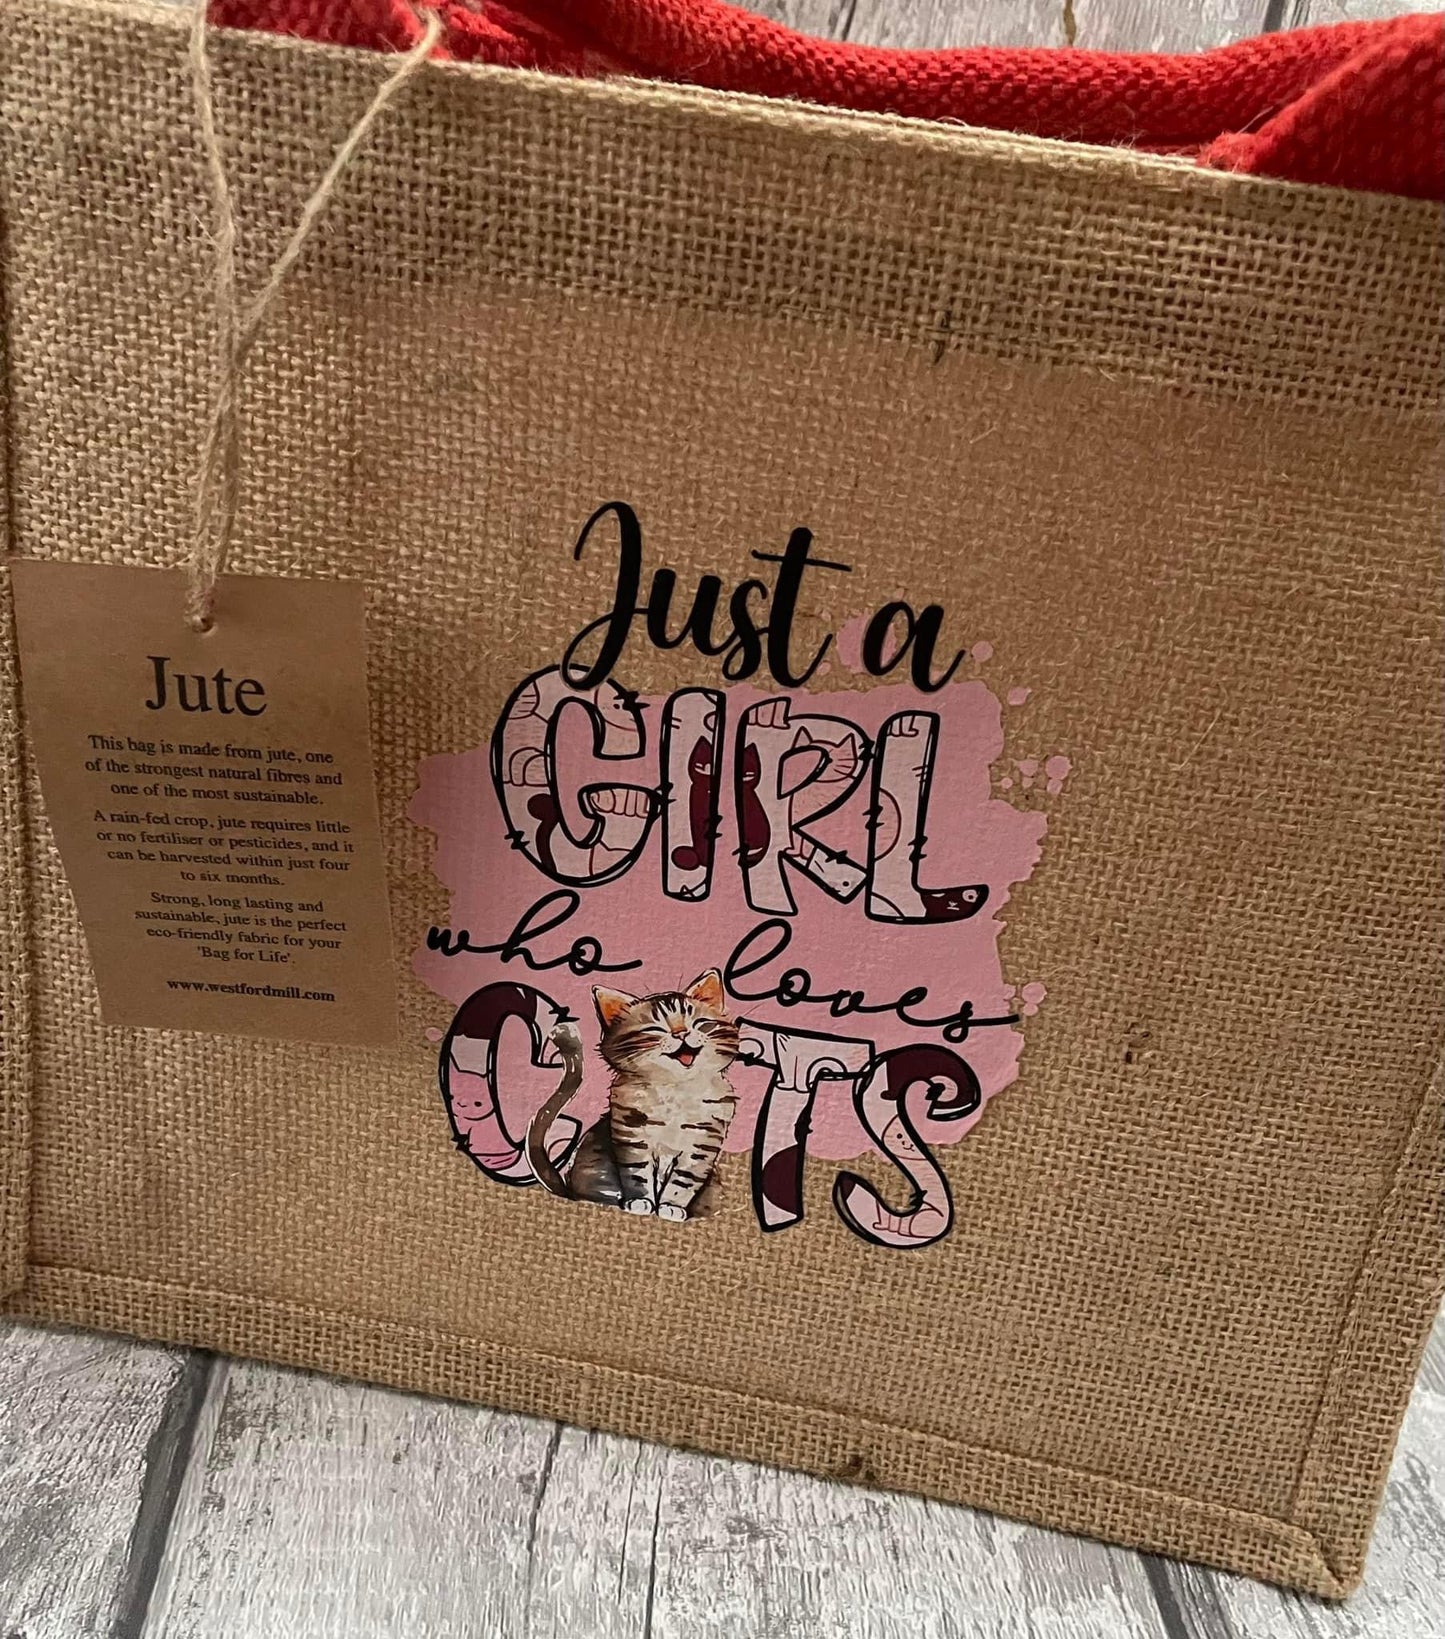 Jute
This bag is made from jute, one
of the strongest natural fibres and
one of the most sustainable.
A rain-fed crop, jute requires little
or no fertiliser or pesticides, and it
can be harvested within just four
to six months.
Strong, long lasting and
sustainable, jute is the perfect
eco-friendly fabric for your
'Bag for Life'.
www.westfordmill.com
Just a
GIRL
who loves
CATS